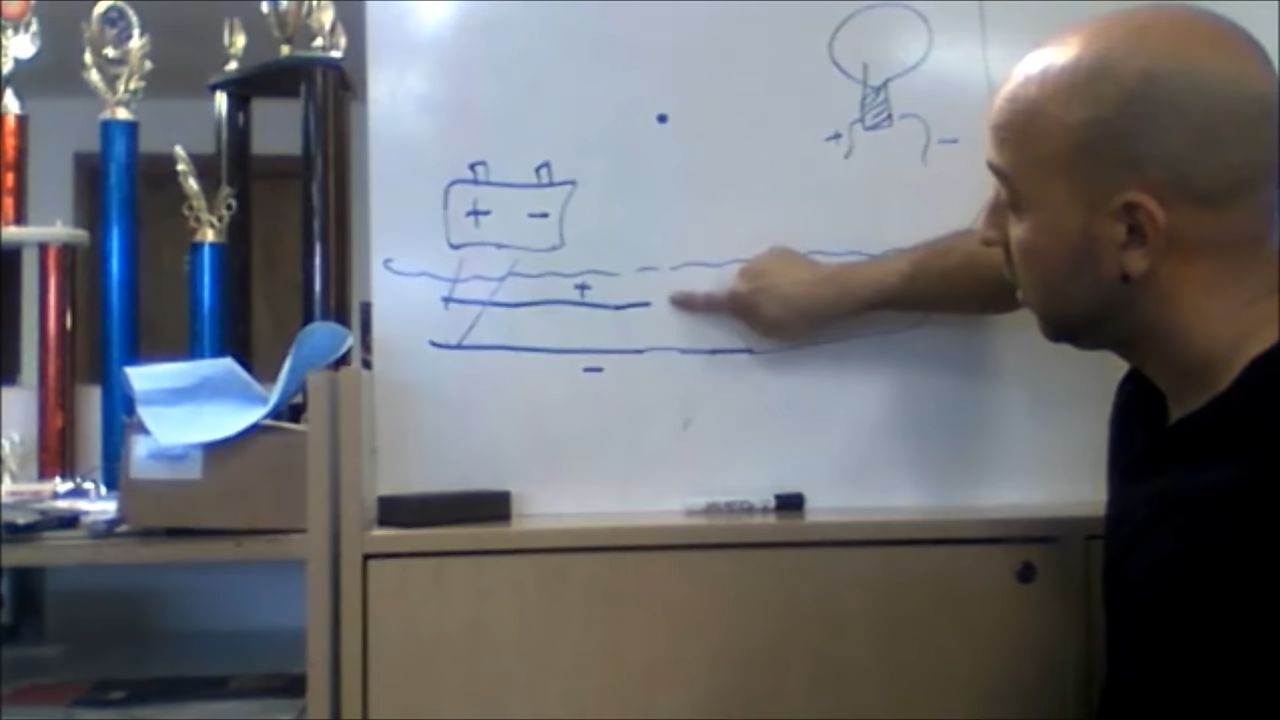 + -
+ -
+
-